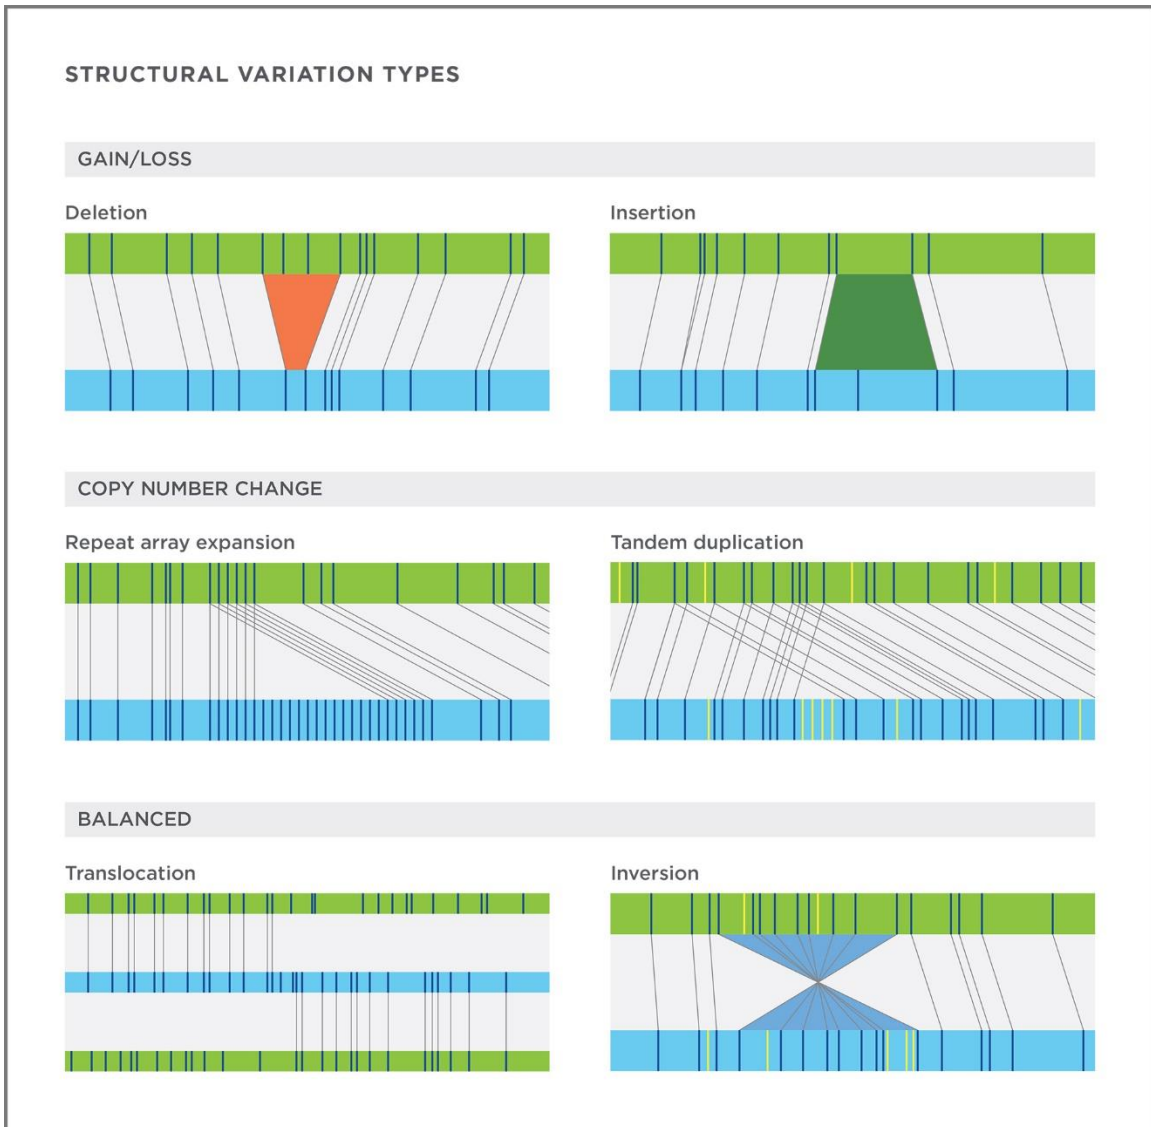 STRUCTURAL VARIATION TYPES
GAIN/LOSS
Deletion
Insertion
COPY NUMBER CHANGE
Repeat array expansion
Tandem duplication
BALANCED
Translocation
Inversion